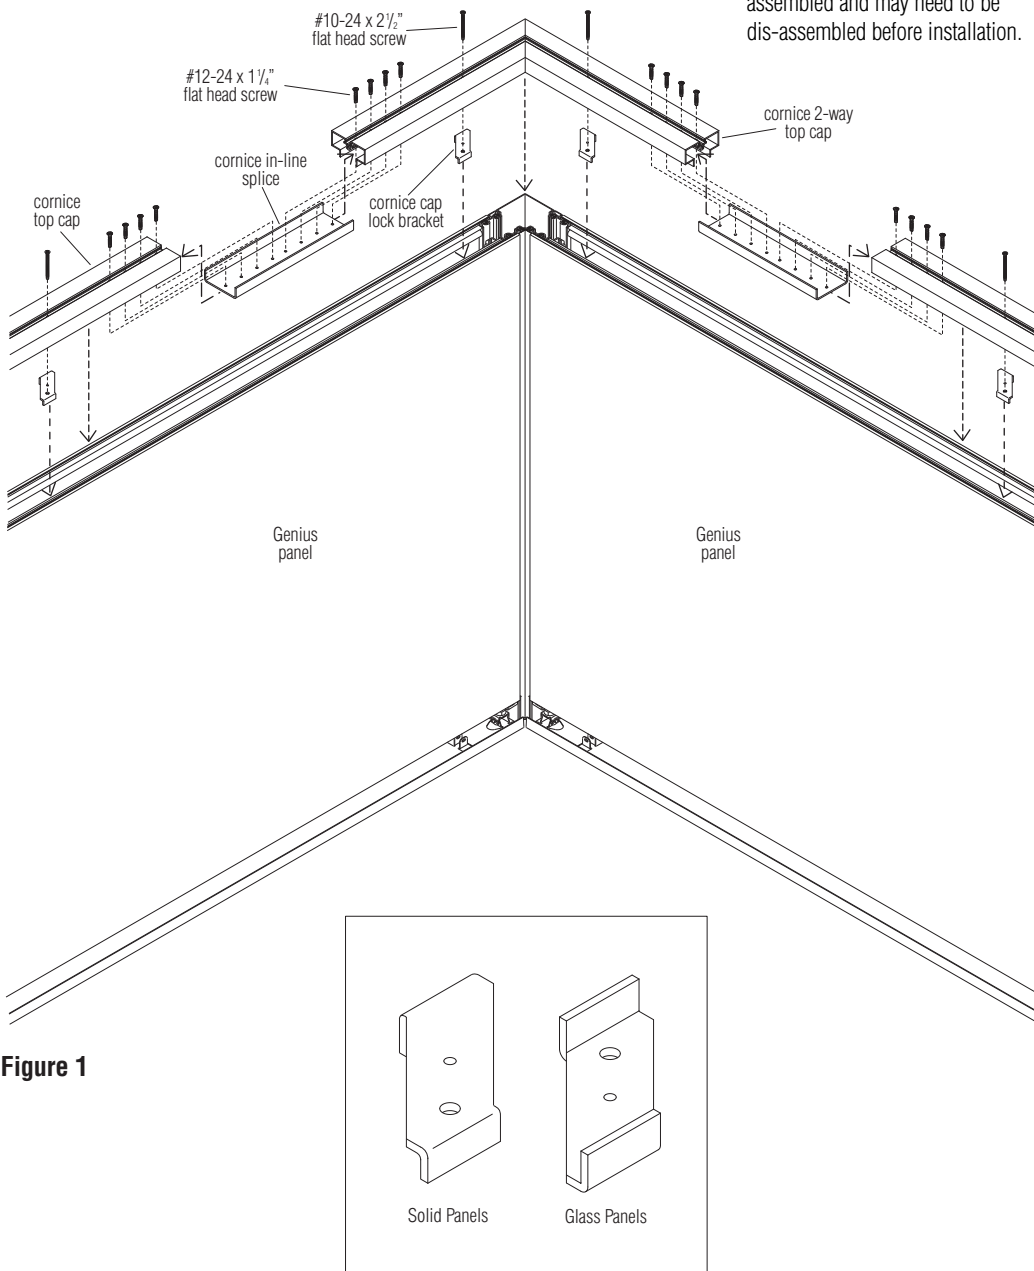 assembled and may need to be
dis-assembled before installation.
#10-24 x 2½”
flat head screw
#12-24 x 1¼”
flat head screw
cornice 2-way
top cap
cornice in-line
splice
cornice
top cap
cornice cap
lock bracket
Genius
panel
Genius
panel
Figure 1
Solid Panels
Glass Panels